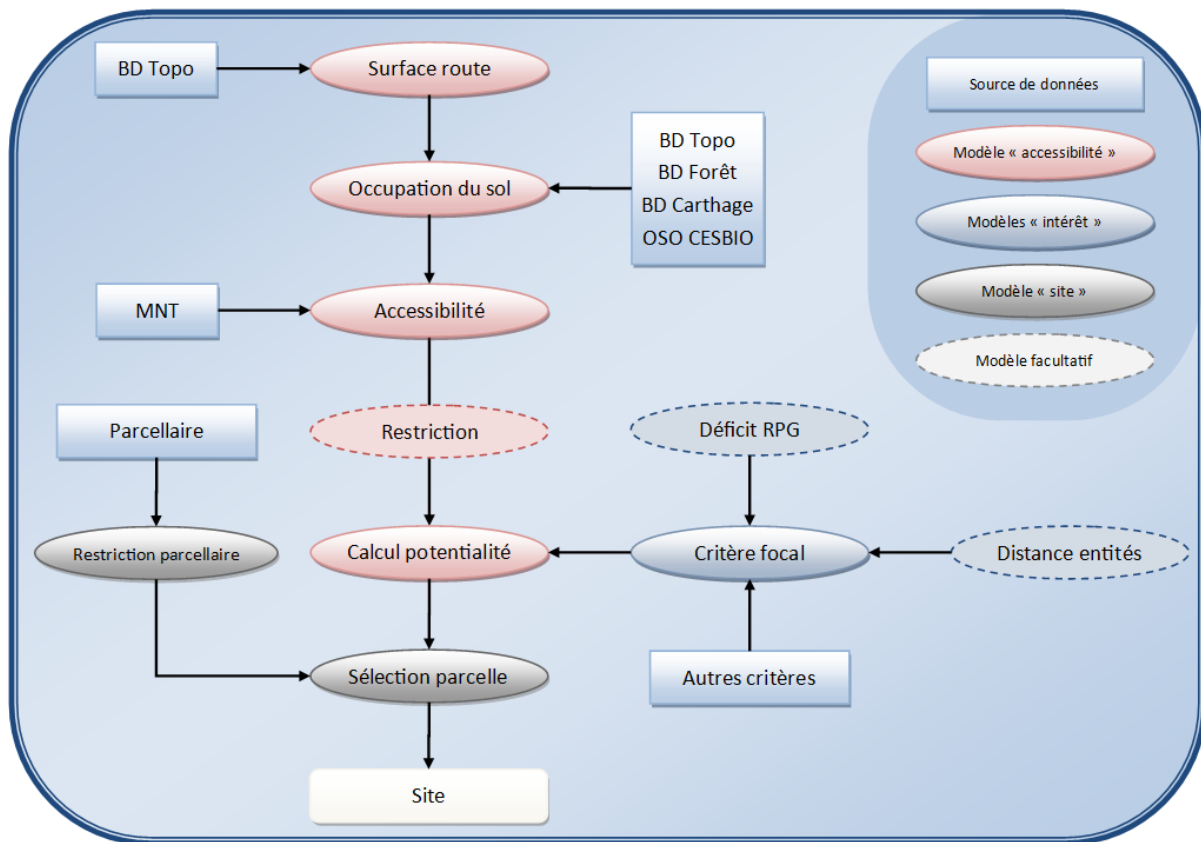 BD Topo
Surface route
Occupation du sol
BD Topo
BD Forêt
BD Carthage
OSO CESBIO
MNT
Accessibilité
Parcellaire
Restriction
Déficit RPG
Restriction parcellaire
Calcul potentialité
Critère focal
Distance entités
Sélection parcelle
Autres critères
Site
Source de données
Modèle « accessibilité »
Modèles « intérêt »
Modèle « site »
Modèle facultatif